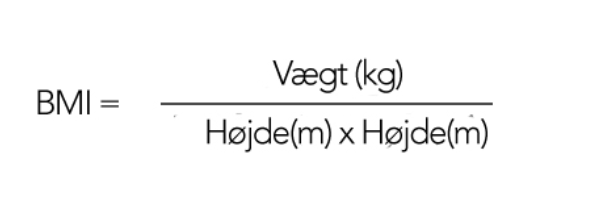 Vægt (kg)
BMI =
Højde(m) x Højde(m)